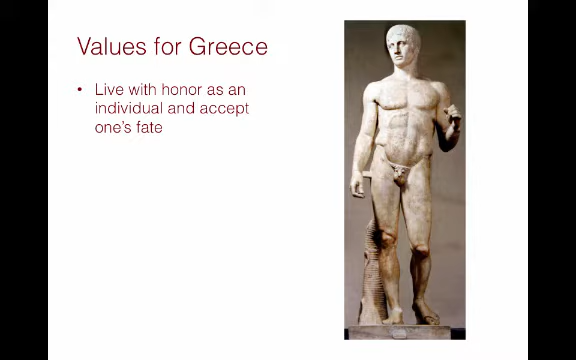 Values for Greece
• Live with honor as an
individual and accept
one's fate